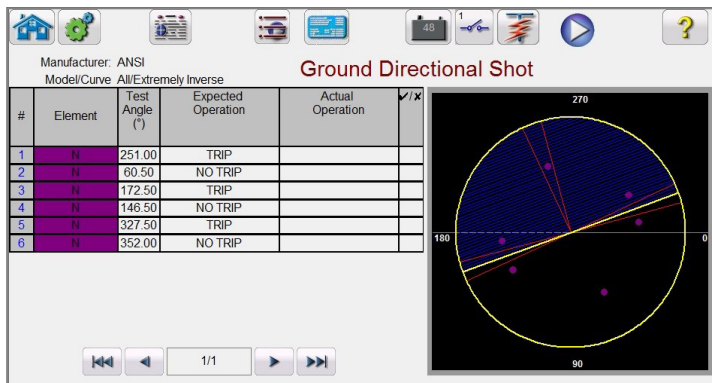 48
1
?
Manufacturer: ANSI
Model/Curve All/Extremely Inverse
Ground Directional Shot
# Element Test Angle (°) Expected Operation Actual Operation ✔/✘
1 N 251.00 TRIP
2 N 60.50 NO TRIP
3 N 172.50 TRIP
4 N 146.50 NO TRIP
5 N 327.50 TRIP
6 N 352.00 NO TRIP
270
180
0
90
1/1